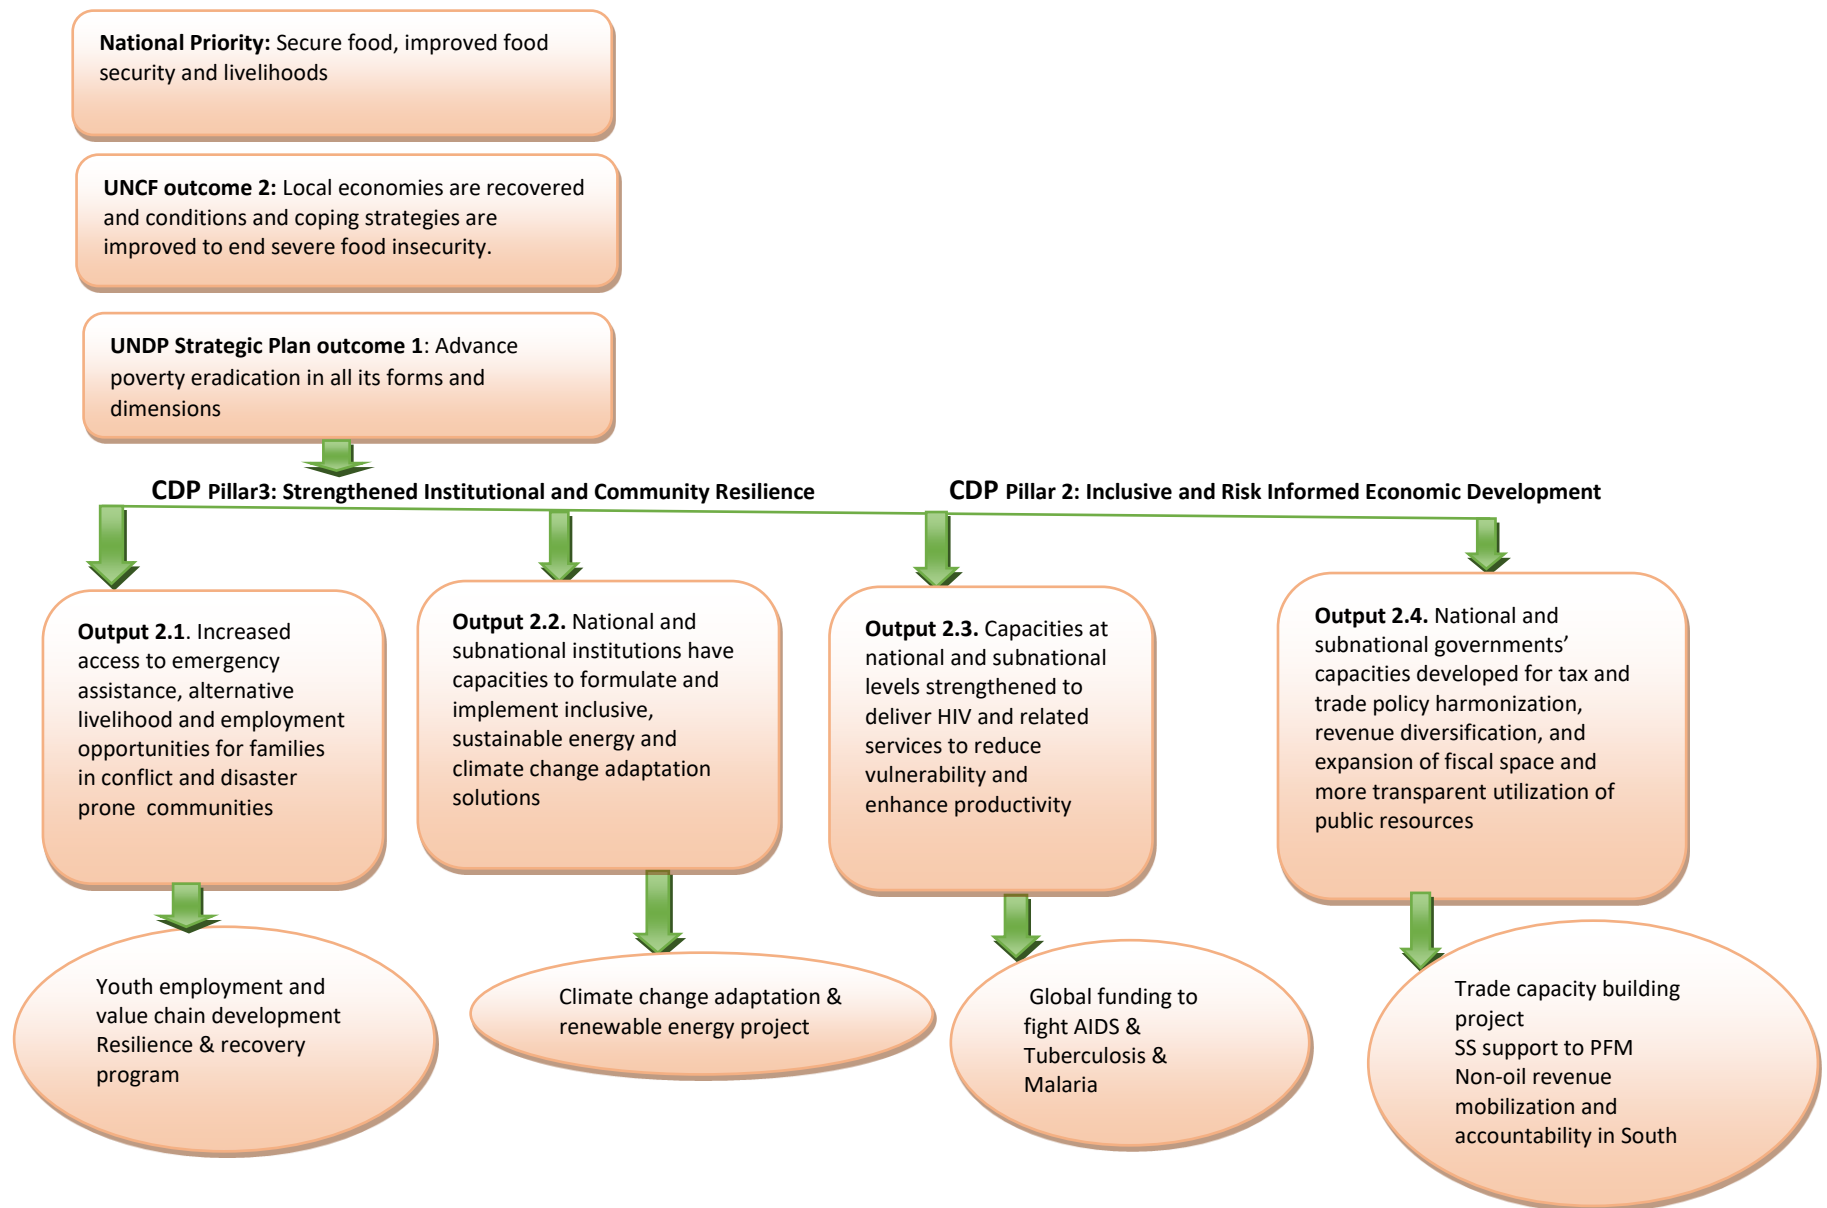 National Priority: Secure food, improved food
security and livelihoods
UNCF outcome 2: Local economies are recovered
and conditions and coping strategies are
improved to end severe food insecurity.
UNDP Strategic Plan outcome 1: Advance
poverty eradication in all its forms and
dimensions
CDP Pillar3: Strengthened Institutional and Community Resilience
CDP Pillar 2: Inclusive and Risk Informed Economic Development
Output 2.1. Increased
access to emergency
assistance, alternative
livelihood and employment
opportunities for families
in conflict and disaster
prone  communities
Output 2.2. National and
subnational institutions have
capacities to formulate and
implement inclusive,
sustainable energy and
climate change adaptation
solutions
Output 2.3. Capacities at
national and subnational
levels strengthened to
deliver HIV and related
services to reduce
vulnerability and
enhance productivity
Output 2.4. National and
subnational governments’
capacities developed for tax and
trade policy harmonization,
revenue diversification, and
expansion of fiscal space and
more transparent utilization of
public resources
Youth employment and
value chain development
Resilience & recovery
program
Climate change adaptation &
renewable energy project
Global funding to
fight AIDS &
Tuberculosis &
Malaria
Trade capacity building
project
SS support to PFM
Non-oil revenue
mobilization and
accountability in South